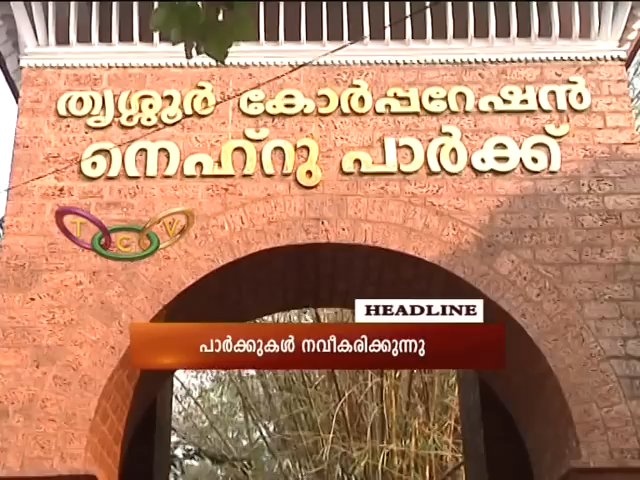 തൃശ്ശൂർ കോർപ്പറേഷൻ
നെഹ്റു പാർക്ക്
TCV
HEADLINE
പാർക്കുകൾ നവീകരിക്കുന്നു